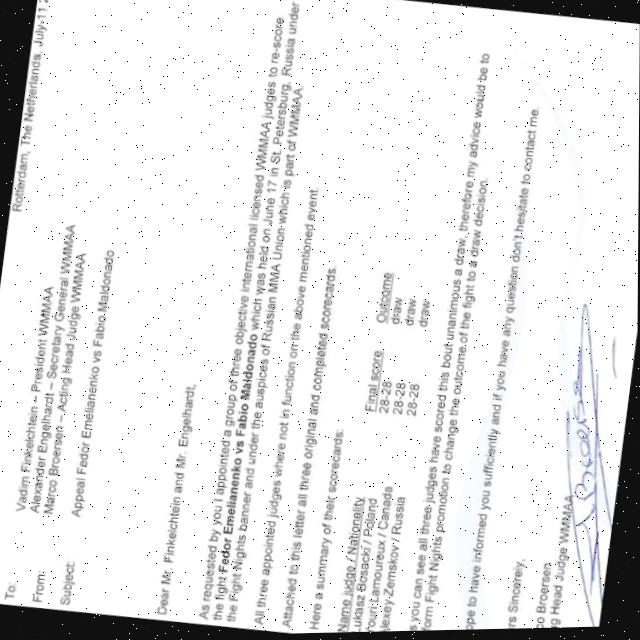 Rotterdam, The Netherlands, July 11
To: Vadim Finkelchtein – President WMMAA
Alexander Engelhardt – Secretary General WMMAA
From: Marco Broersen – Acting Head Judge WMMAA
Subject: Appeal Fedor Emelianenko vs Fabio Maldonado
Dear Mr. Finkelchtein and Mr. Engelhardt,
As requested by you I appointed a group of three objective international licensed WMMAA judges to re-score
the fight Fedor Emelianenko vs Fabio Maldonado which was held on June 17 in St. Petersburg, Russia under
the Fight Nights banner and under the auspices of Russian MMA Union which is part of WMMAA.
All three appointed judges where not in function on the above mentioned event.
Attached to this letter all three original and completed scorecards.
Here a summary of their scorecards:
Name judge / Nationality Final score Outcome
ukasz Bosacki / Poland 28-28 draw
ouri Lamoureux / Canada 28-28 draw
lexey Zemskov / Russia 28-28 draw
s you can see all three judges have scored this bout unanimous a draw, therefore my advice would be to
form Fight Nights promotion to change the outcome of the fight to a draw decision.
pe to have informed you sufficiently and if you have any question don't hesitate to contact me.
rs Sincerely,
co Broersen
g Head Judge WMMAA